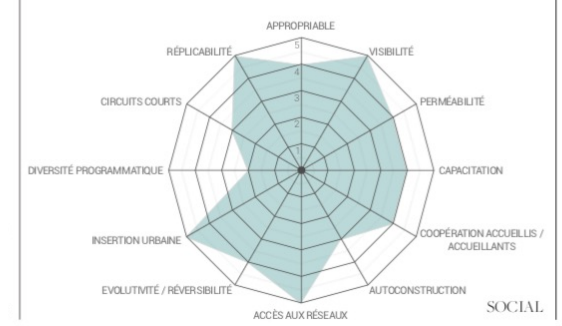 APPROPRIABLE
RÉPLICABILITÉ
5
VISIBILITÉ
4
CIRCUITS COURTS
3
PERMÉABILITÉ
2
1
DIVERSITÉ PROGRAMMATIQUE
CAPACITATION
INSERTION URBAINE
COOPÉRATION ACCUEILLIS /
ACCUEILLANTS
EVOLUTIVITÉ / RÉVERSIBILITÉ
AUTOCONSTRUCTION
ACCÈS AUX RÉSEAUX
SOCIAL